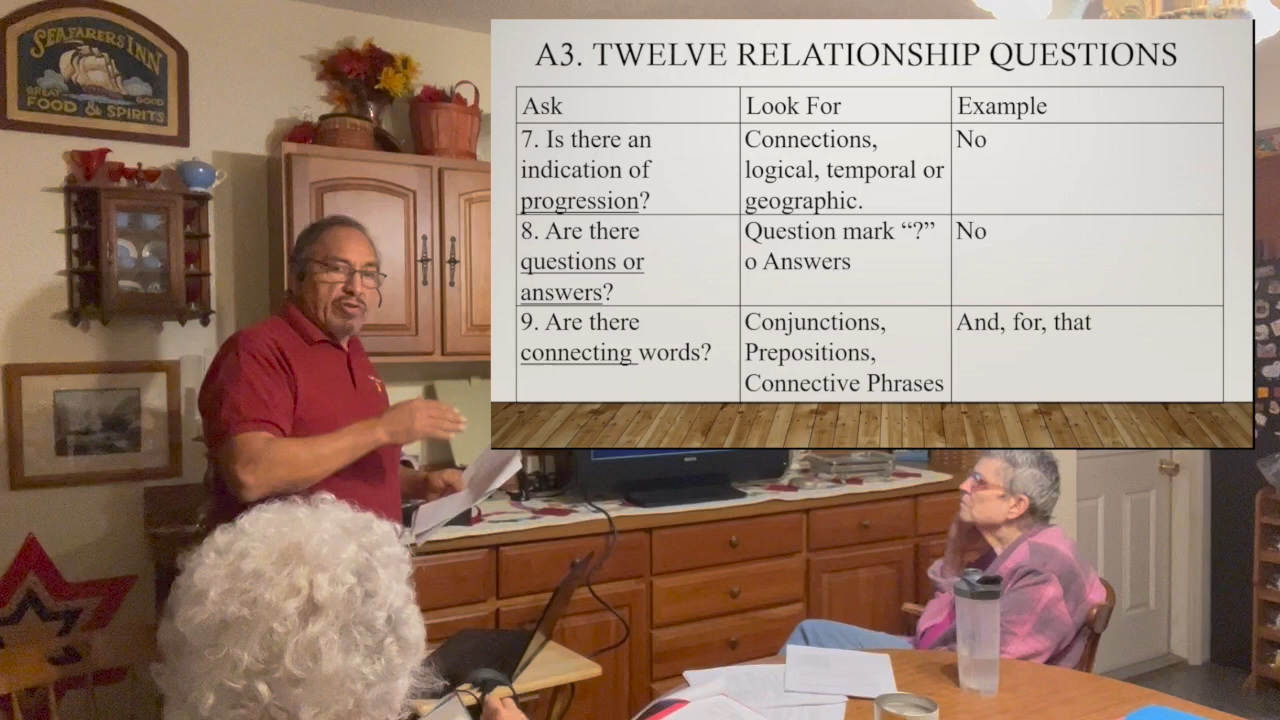 SEAFARERS INN
GREAT GOOD
FOOD & SPIRITS
A3. TWELVE RELATIONSHIP QUESTIONS
Ask Look For Example
7. Is there an Connections, No
indication of logical, temporal or
progression? geographic.
8. Are there Question mark “?” No
questions or o Answers
answers?
9. Are there Conjunctions, And, for, that
connecting words? Prepositions,
Connective Phrases